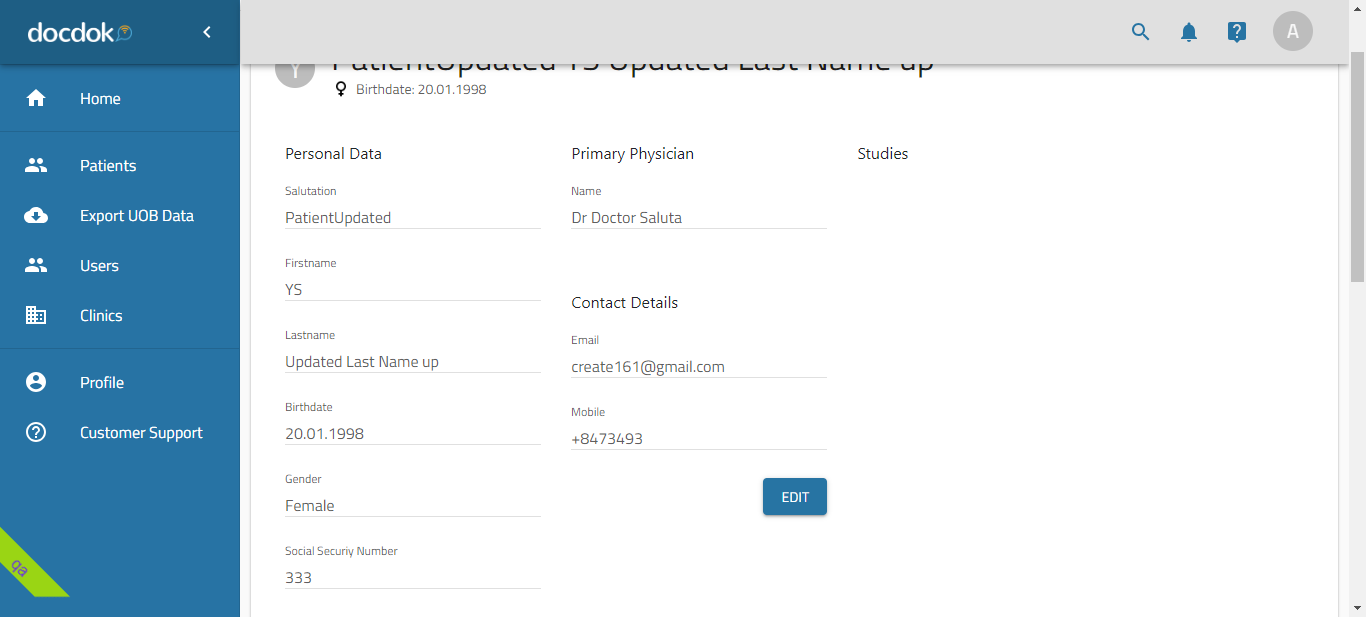 docdok
A
Home
Patients
Export UOB Data
Users
Clinics
Profile
Customer Support
qa
Y
PatientUpdated YS Updated Last Name up
Birthdate: 20.01.1998
Personal Data
Salutation
PatientUpdated
Firstname
YS
Lastname
Updated Last Name up
Birthdate
20.01.1998
Gender
Female
Social Securiy Number
333
Primary Physician
Name
Dr Doctor Saluta
Contact Details
Email
create161@gmail.com
Mobile
+8473493
EDIT
Studies